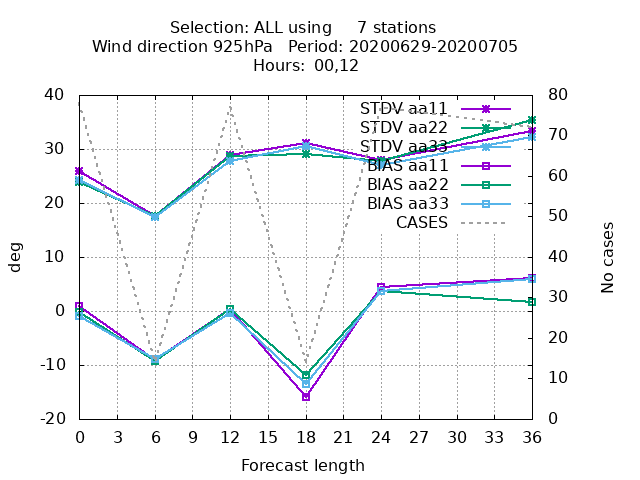 Selection: ALL using 7 stations
Wind direction 925hPa Period: 20200629-20200705
Hours: 00,12
40
30
20
10
0
-10
-20
deg
80
70
60
50
40
30
20
10
0
No cases
STDV aa11
STDV aa22
STDV aa33
BIAS aa11
BIAS aa22
BIAS aa33
CASES
0 3 6 9 12 15 18 21 24 27 30 33 36
Forecast length